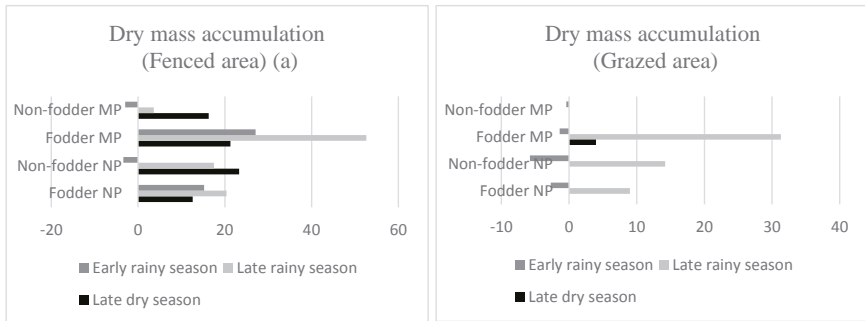 Dry mass accumulation
(Fenced area) (a)
Non-fodder MP
Fodder MP
Non-fodder NP
Fodder NP
-20 0 20 40 60
Early rainy season Late rainy season
Late dry season
Dry mass accumulation
(Grazed area)
Non-fodder MP
Fodder MP
Non-fodder NP
Fodder NP
-10 0 10 20 30 40
Early rainy season Late rainy season
Late dry season